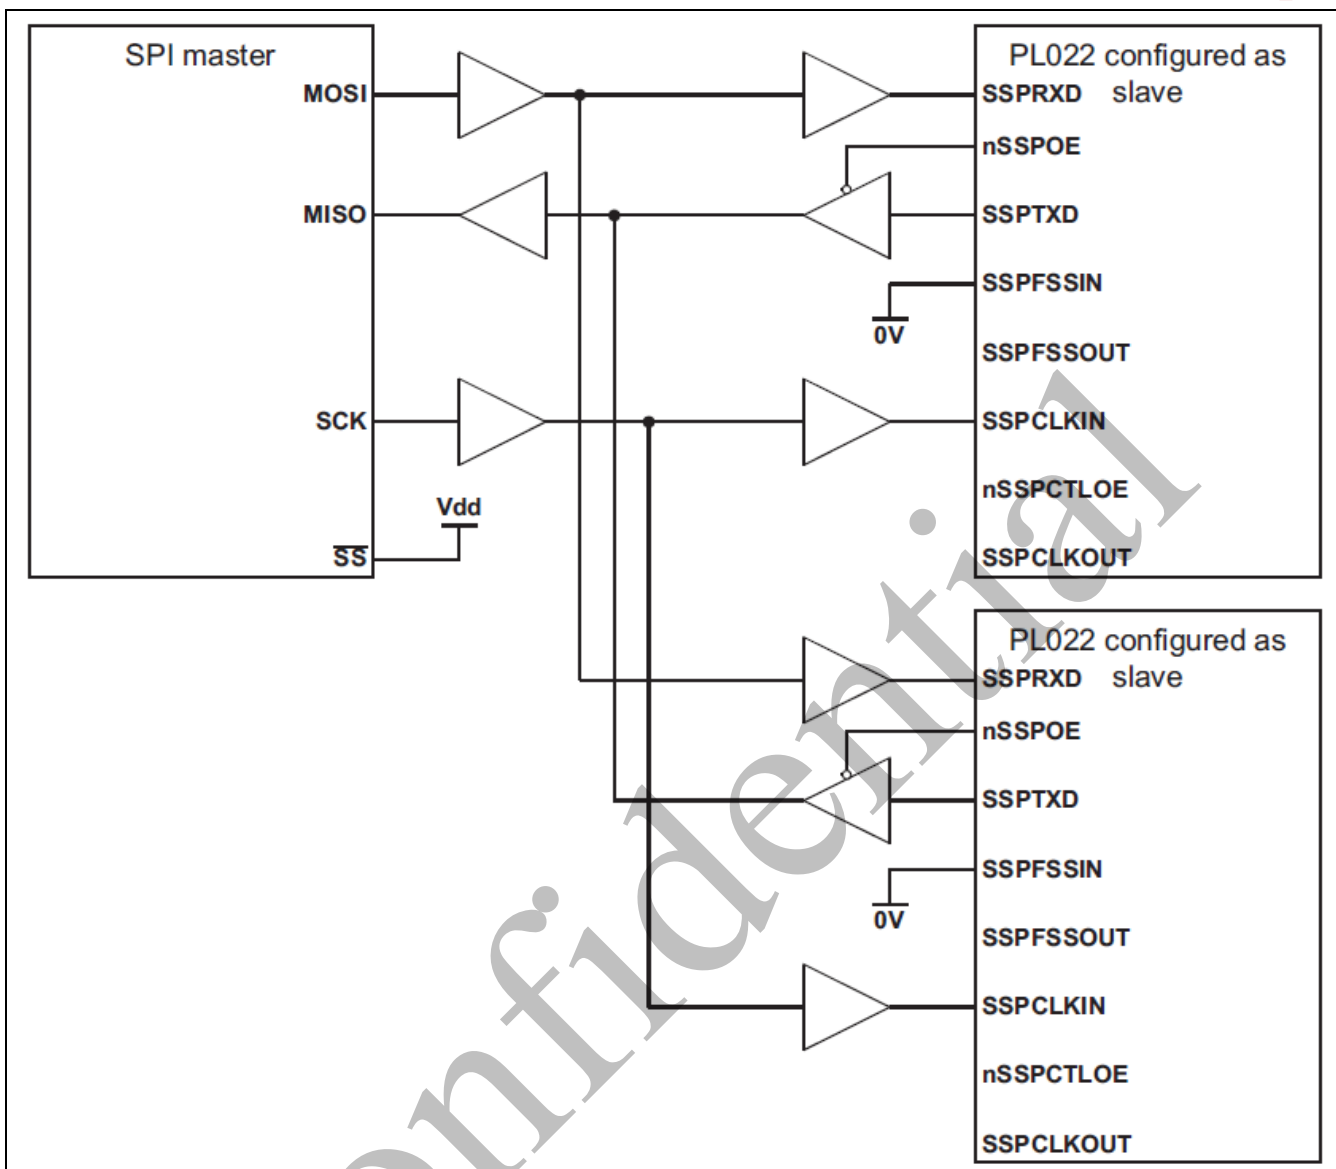 SPI master
MOSI
MISO
SCK
Vdd
SS
PL022 configured as
SSPRXD slave
nSSPOE
SSPTXD
SSPFSSIN
0V
SSPFSSOUT
SSPCLKIN
nSSPCTLOE
SSPCLKOUT
PL022 configured as
SSPRXD slave
nSSPOE
SSPTXD
SSPFSSIN
0V
SSPFSSOUT
SSPCLKIN
nSSPCTLOE
SSPCLKOUT
onfidential